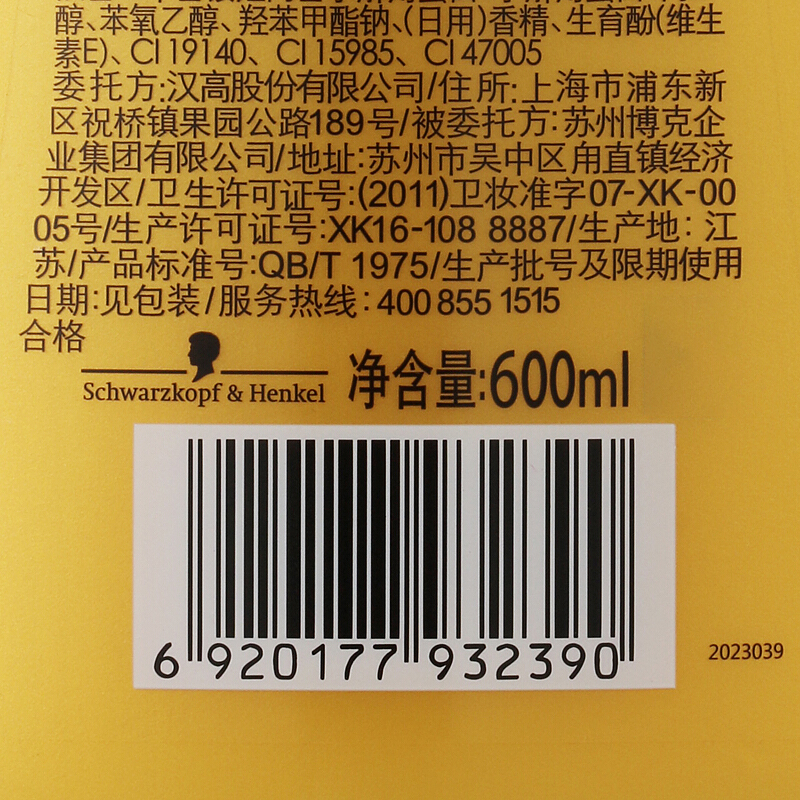 醇、苯氧乙醇、羟苯甲酯钠、(日用)香精、生育酚(维生
素E)、CI 19140、CI 15985、CI 47005
委托方:汉高股份有限公司/住所:上海市浦东新
区祝桥镇果园公路189号/被委托方:苏州博克企
业集团有限公司/地址:苏州市吴中区甪直镇经济
开发区/卫生许可证号:(2011)卫妆准字07-XK-00
05号/生产许可证号:XK16-108 8887/生产地:江
苏/产品标准号:QB/T 1975/生产批号及限期使用
日期:见包装/服务热线:400 855 1515
合格
Schwarzkopf & Henkel
净含量:600ml
6 920177 932390
2023039